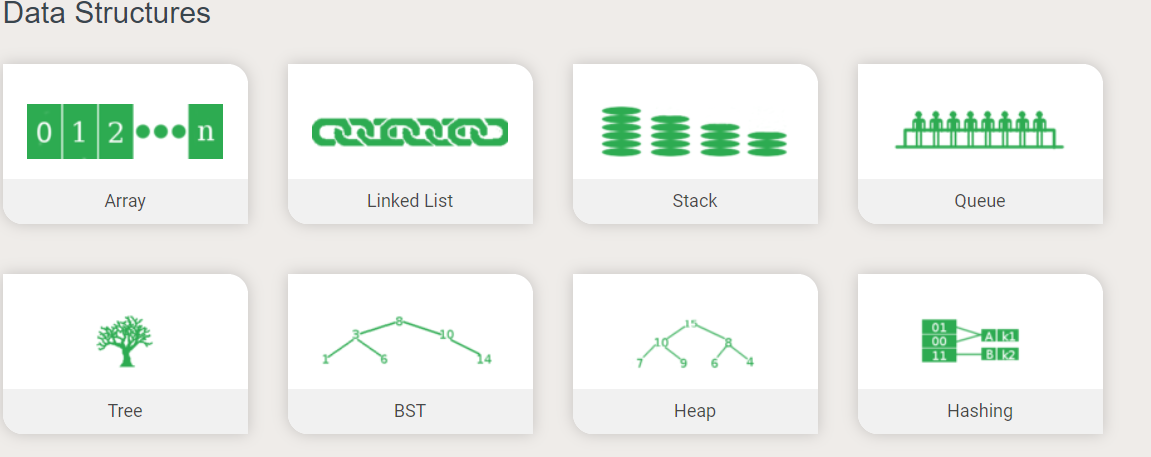 Data Structures
0 1 2 n
Array
Linked List
Stack
Queue
Tree
8
3 10
1 6 14
BST
15
10 8
7 9 6 4
Heap
01
00 A k1
11 B k2
Hashing